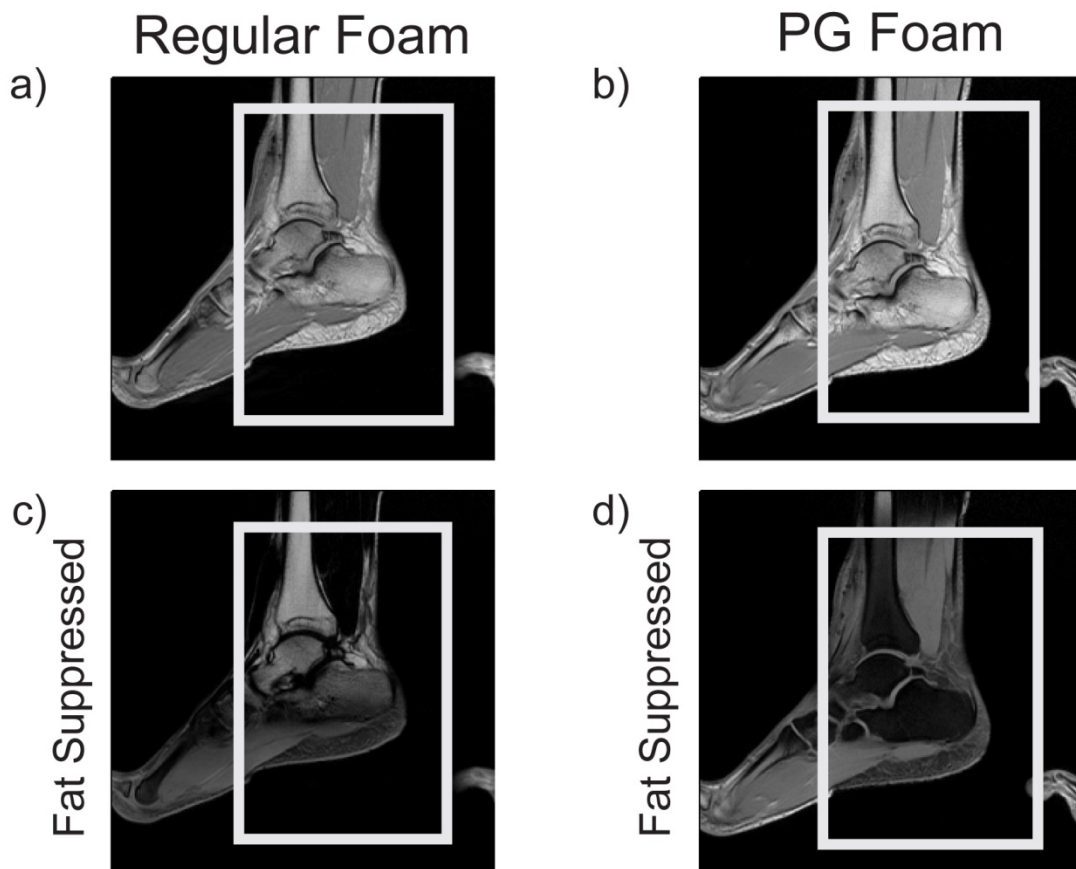 Regular Foam
PG Foam
a)
b)
c)
Fat Suppressed
d)
Fat Suppressed